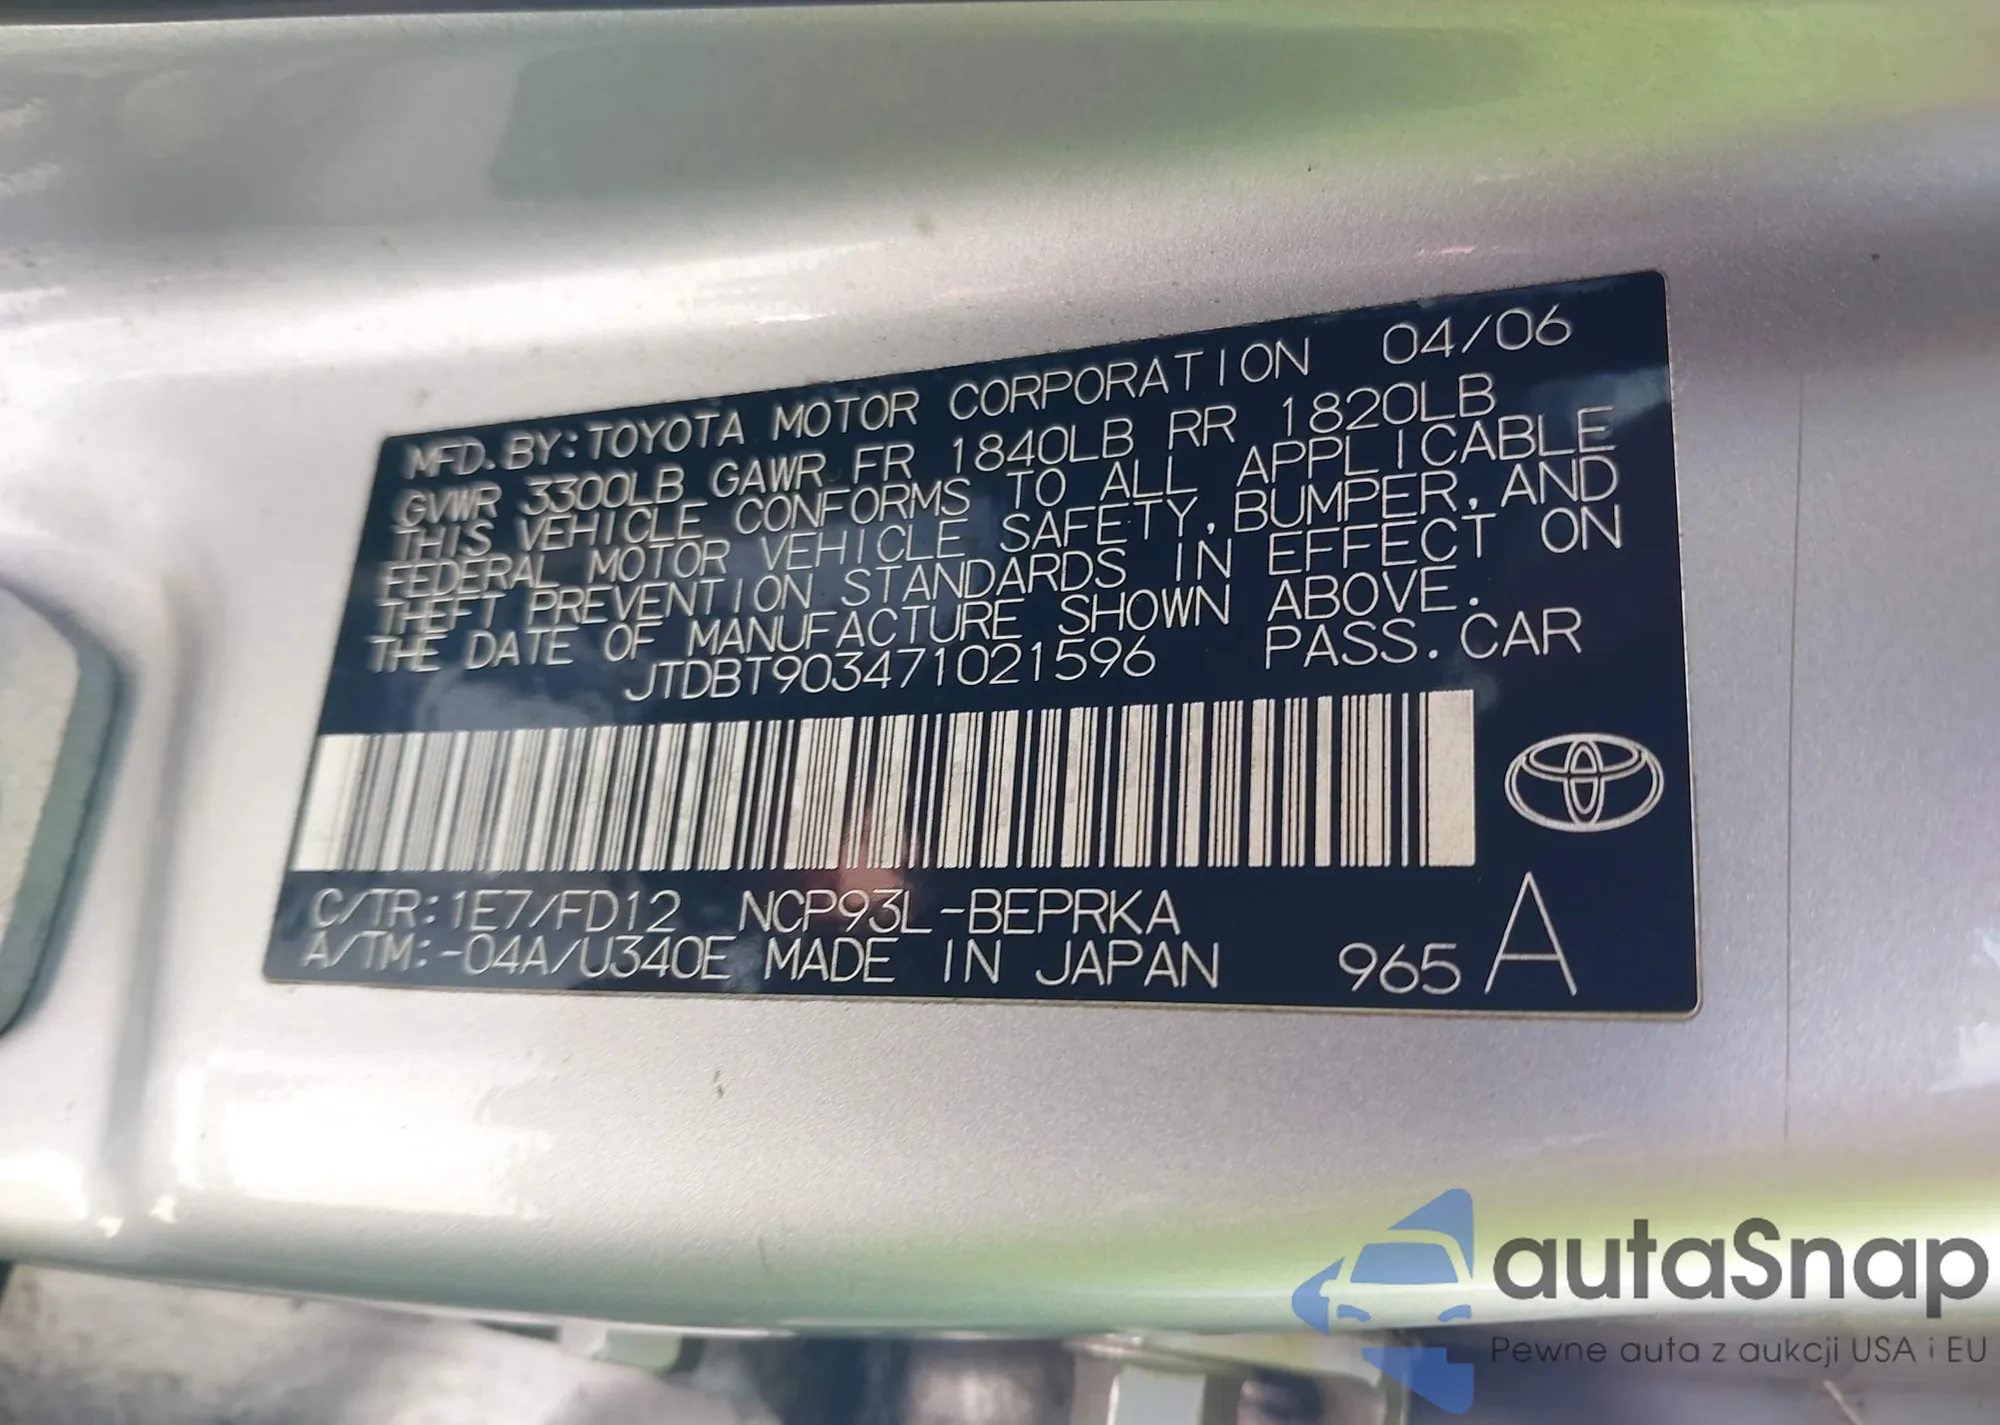 MFD. BY: TOYOTA MOTOR CORPORATION 04/06
GVWR 3300LB GAWR FR 1840LB RR 1820LB
THIS VEHICLE CONFORMS TO ALL APPLICABLE
FEDERAL MOTOR VEHICLE SAFETY, BUMPER, AND
THEFT PREVENTION STANDARDS IN EFFECT ON
THE DATE OF MANUFACTURE SHOWN ABOVE.
JTDBT903471021596 PASS. CAR
C/TR: 1E7/FD12 NCP93L-BEPRKA
A/TM: -04A/U340E MADE IN JAPAN 965 A
autaSnap
Pewne auta z aukcji USA i EU